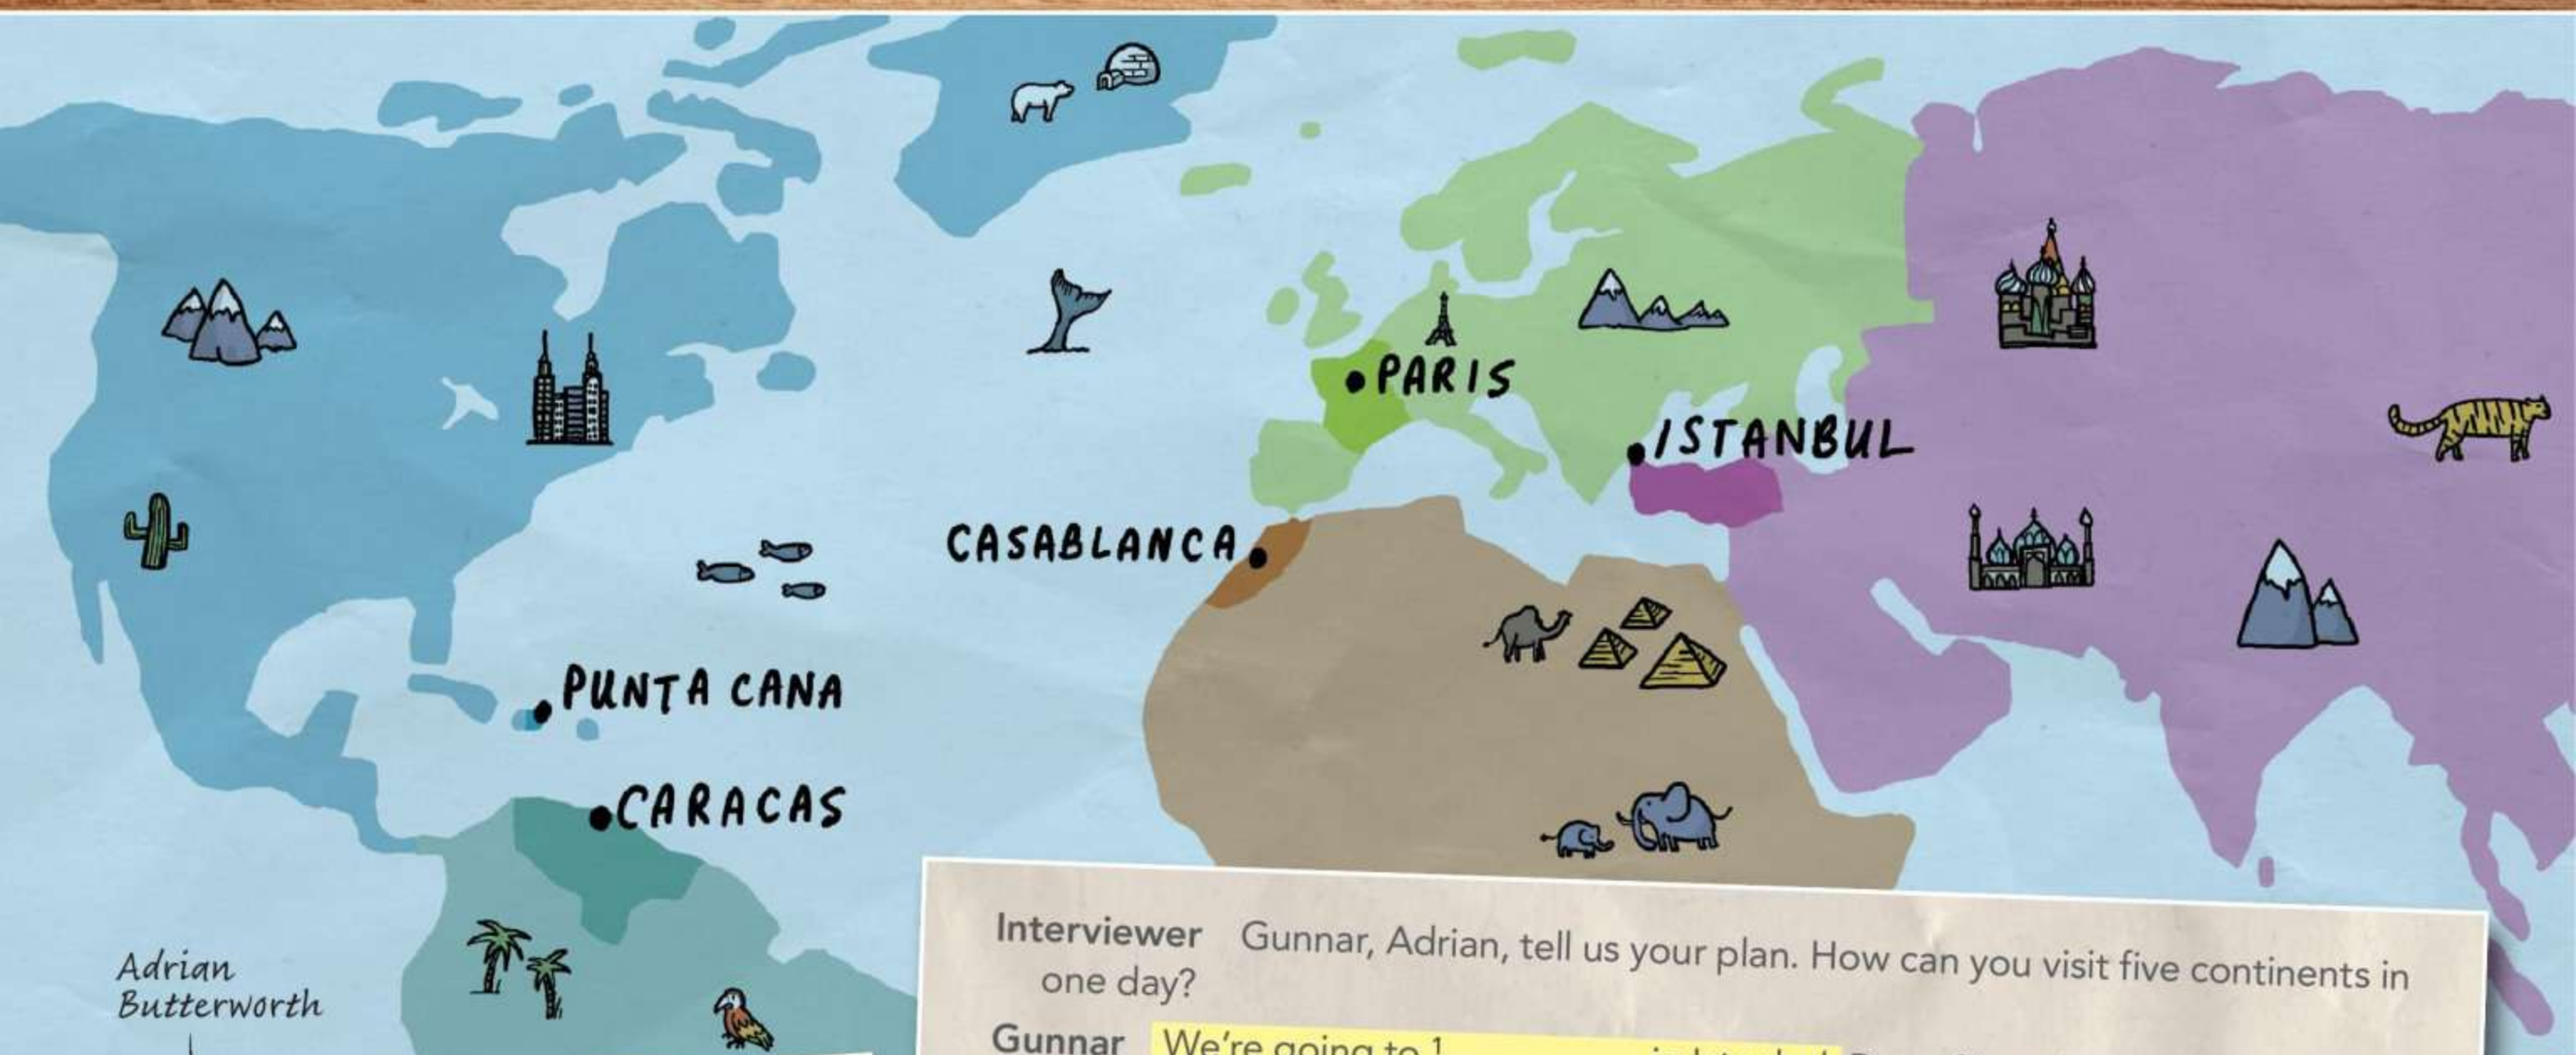 PARIS
ISTANBUL
CASABLANCA
PUNTA CANA
CARACAS
Adrian
Butterworth
Interviewer Gunnar, Adrian, tell us your plan. How can you visit five continents in
one day?
Gunnar We're going to 1